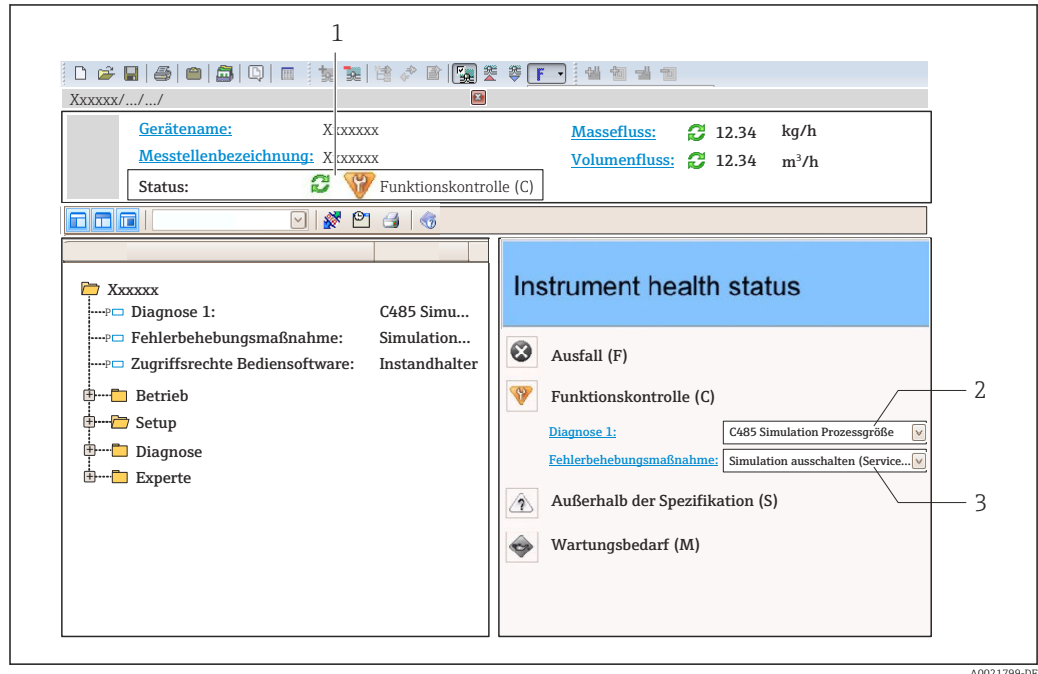 1
F
Xxxxxx/.../.../
Gerätename: Xxxxxxx
Messtellenbezeichnung: Xxxxxxx
Status: Funktionskontrolle (C)
Massefluss: 12.34 kg/h
Volumenfluss: 12.34 m³/h
Xxxxxx
P Diagnose 1: C485 Simu...
P Fehlerbehebungsmaßnahme: Simulation...
P Zugriffsrechte Bediensoftware: Instandhalter
Betrieb
Setup
Diagnose
Experte
Instrument health status
Ausfall (F)
Funktionskontrolle (C)
Diagnose 1: C485 Simulation Prozessgröße
2
Fehlerbehebungsmaßnahme: Simulation ausschalten (Service...
3
Außerhalb der Spezifikation (S)
Wartungsbedarf (M)
A0021799-DE